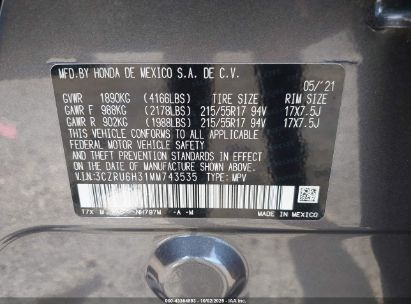 MFD.BY HONDA DE MEXICO S.A. DE C.V.
05/'21
GVWR 1890KG (4166LBS) TIRE SIZE RIM SIZE
GAWR F 988KG (2178LBS) 215/55R17 94V 17X7.5J
GAWR R 902KG (1988LBS) 215/55R17 94V 17X7.5J
THIS VEHICLE CONFORMS TO ALL APPLICABLE
FEDERAL MOTOR VEHICLE SAFETY STANDARDS
IN EFFECT ON THE DATE OF MANUFACTURE
SHOWN ABOVE.
V.I.N:3CZRU6H31MM743535 TYPE: MPV
MADE IN MEXICO
T7X NH797M -A -M